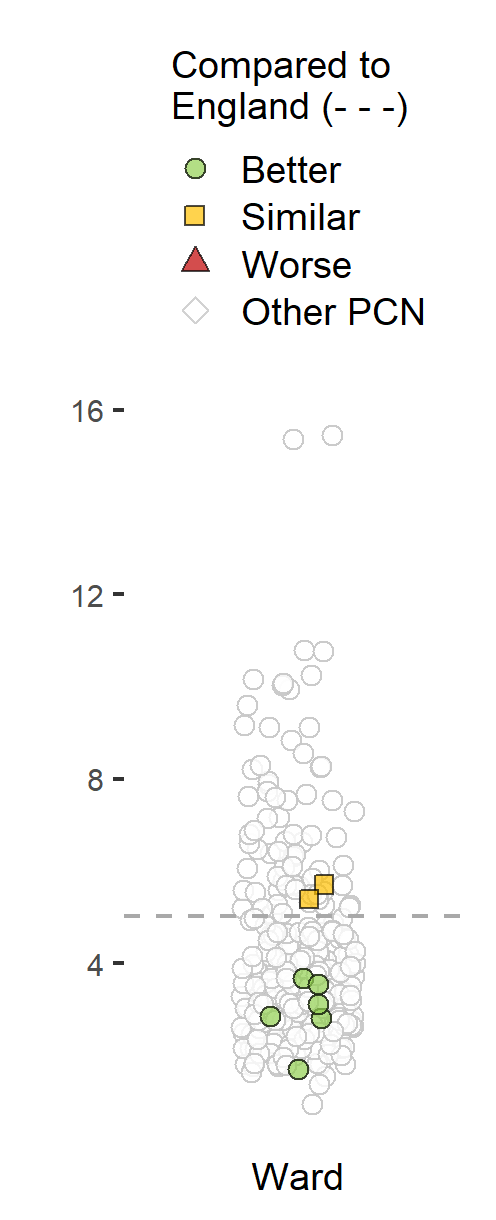 Compared to
England (- - -)
Better
Similar
Worse
Other PCN
16
12
8
4
Ward